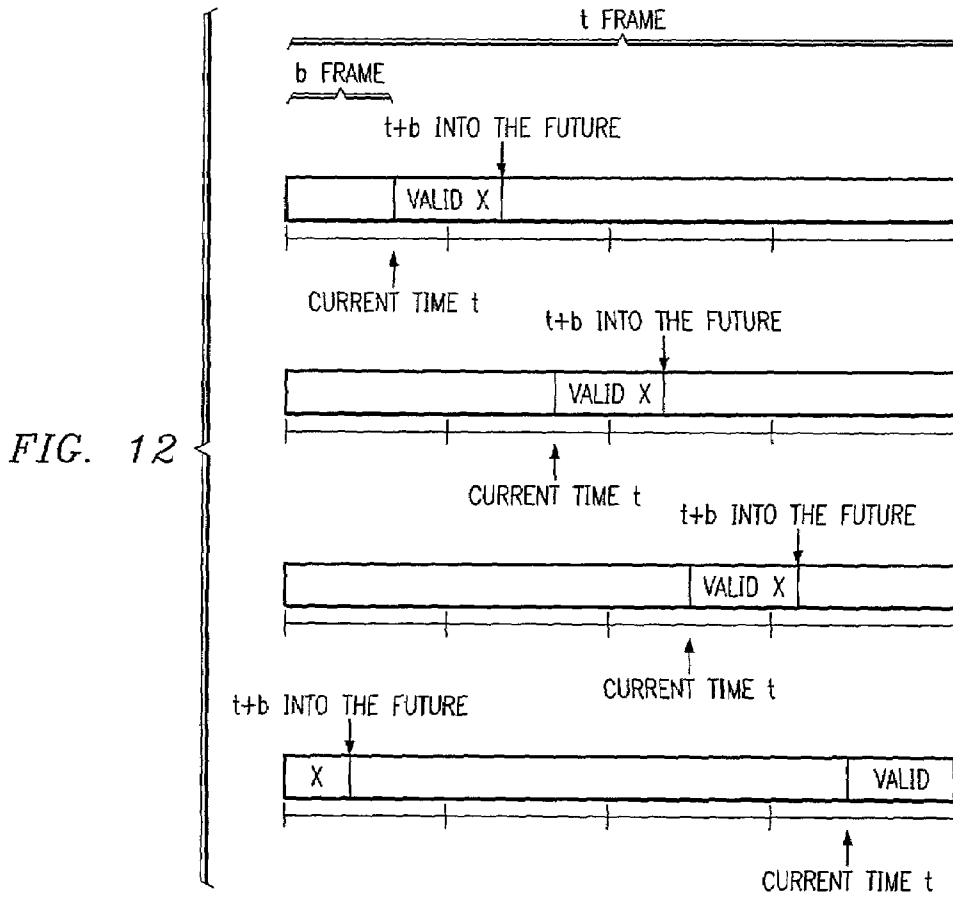 t FRAME
b FRAME
t+b INTO THE FUTURE
VALID X
CURRENT TIME t
t+b INTO THE FUTURE
VALID X
CURRENT TIME t
FIG. 12
t+b INTO THE FUTURE
VALID X
CURRENT TIME t
t+b INTO THE FUTURE
X VALID
CURRENT TIME t